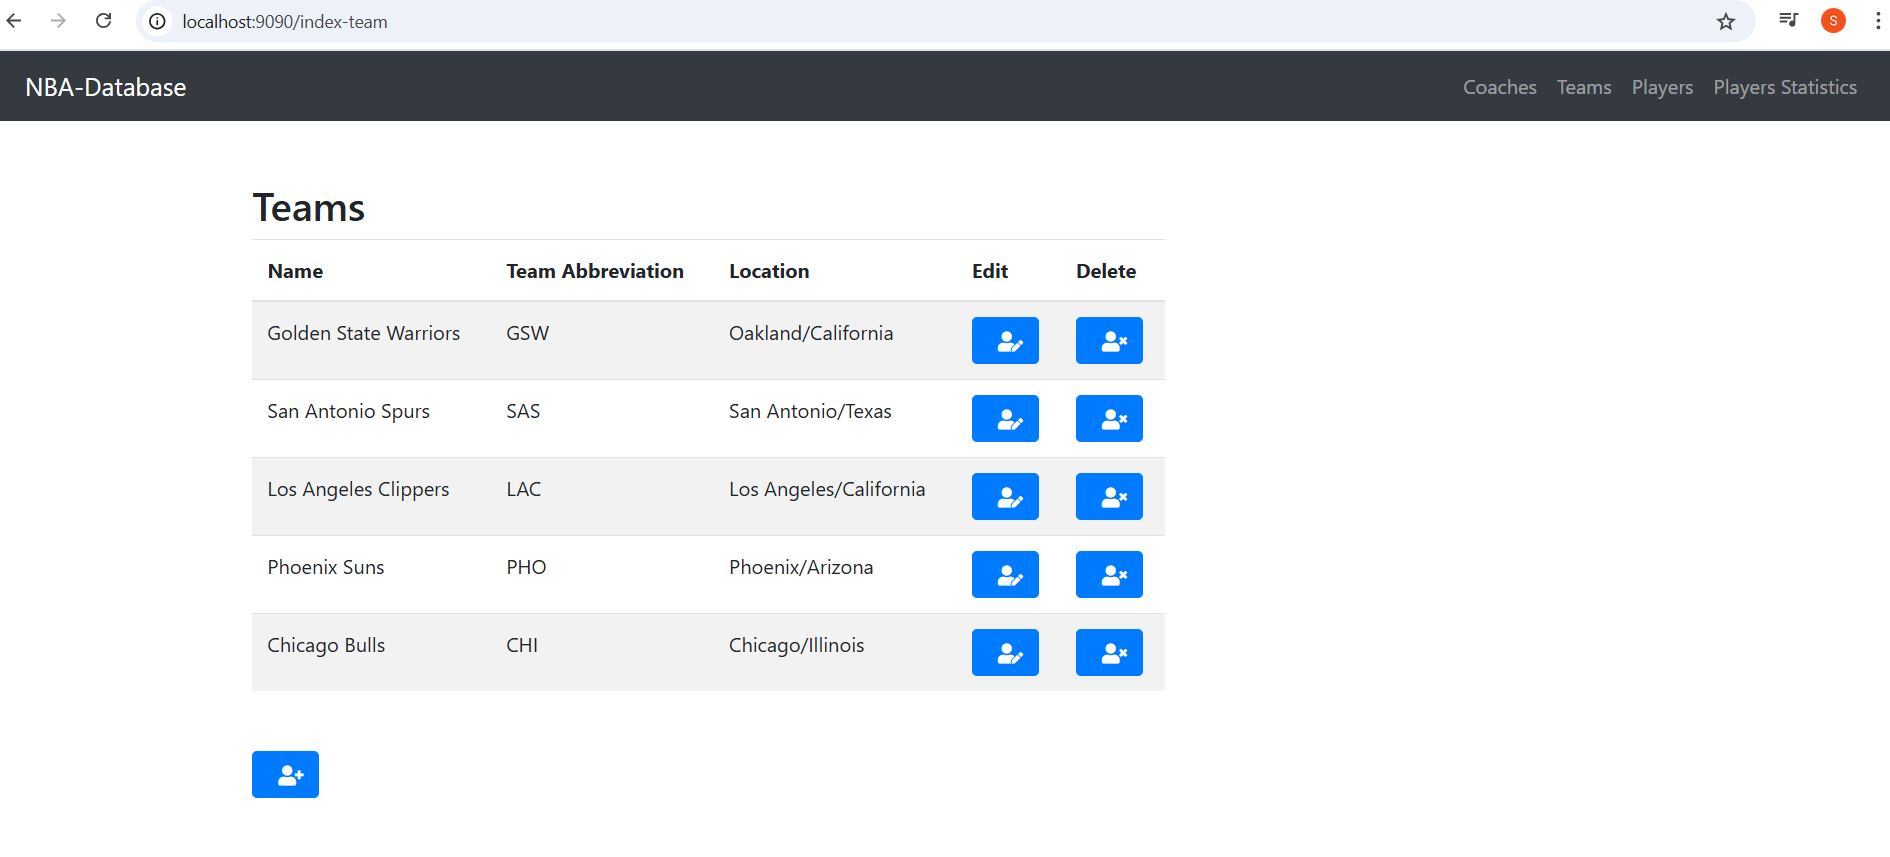 localhost:9090/index-team
S
NBA-Database
Coaches Teams Players Players Statistics
Teams
Name Team Abbreviation Location Edit Delete
Golden State Warriors GSW Oakland/California
San Antonio Spurs SAS San Antonio/Texas
Los Angeles Clippers LAC Los Angeles/California
Phoenix Suns PHO Phoenix/Arizona
Chicago Bulls CHI Chicago/Illinois